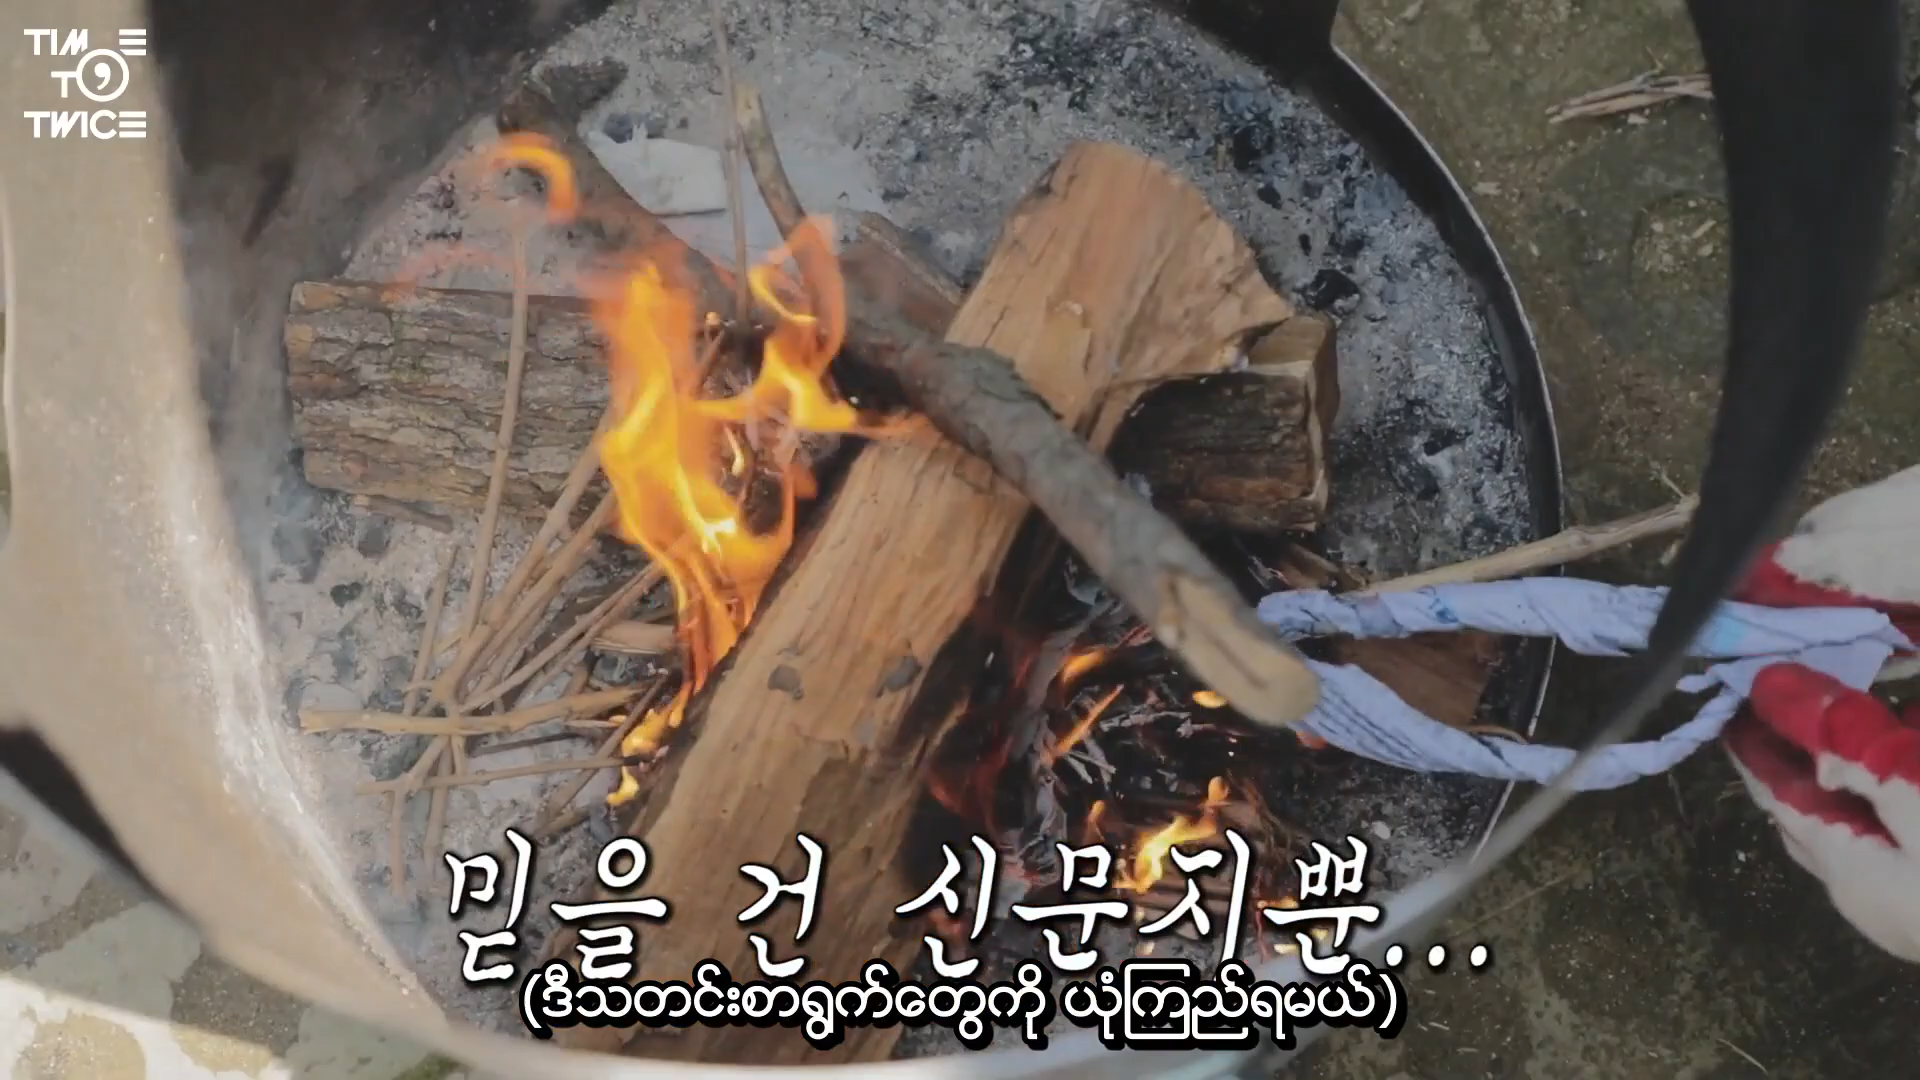 TIME
TO
TWICE
믿을 건 신문지뿐...
(ဒီသတင်းစာရွက်တွေကို ယုံကြည်ရမယ်)